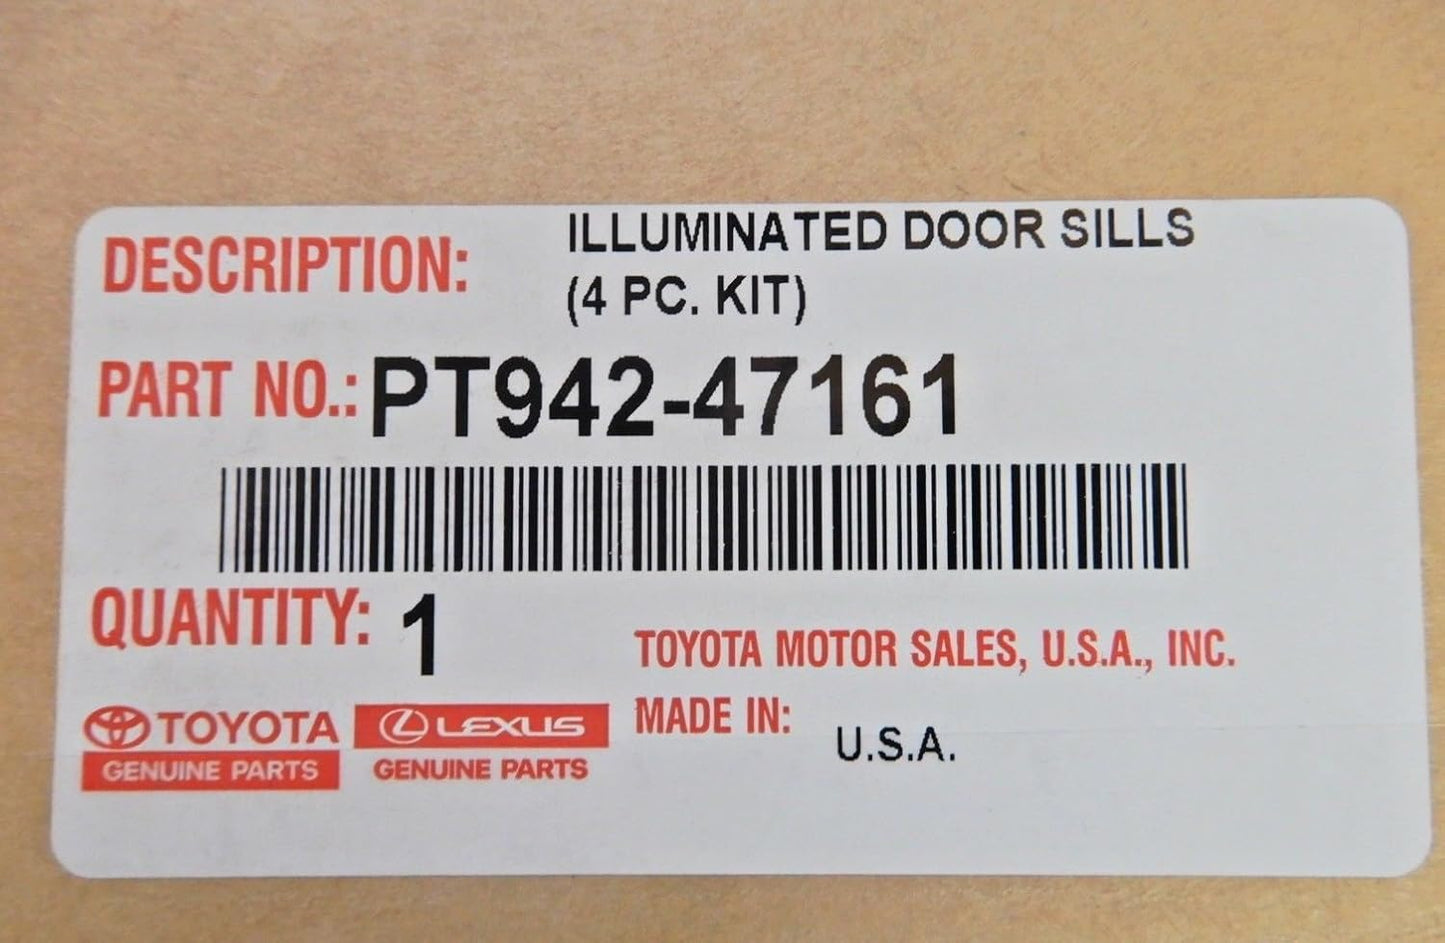 DESCRIPTION: ILLUMINATED DOOR SILLS
(4 PC. KIT)
PART NO.: PT942-47161
QUANTITY: 1
TOYOTA MOTOR SALES, U.S.A., INC.
MADE IN: U.S.A.
TOYOTA
GENUINE PARTS
LEXUS
GENUINE PARTS